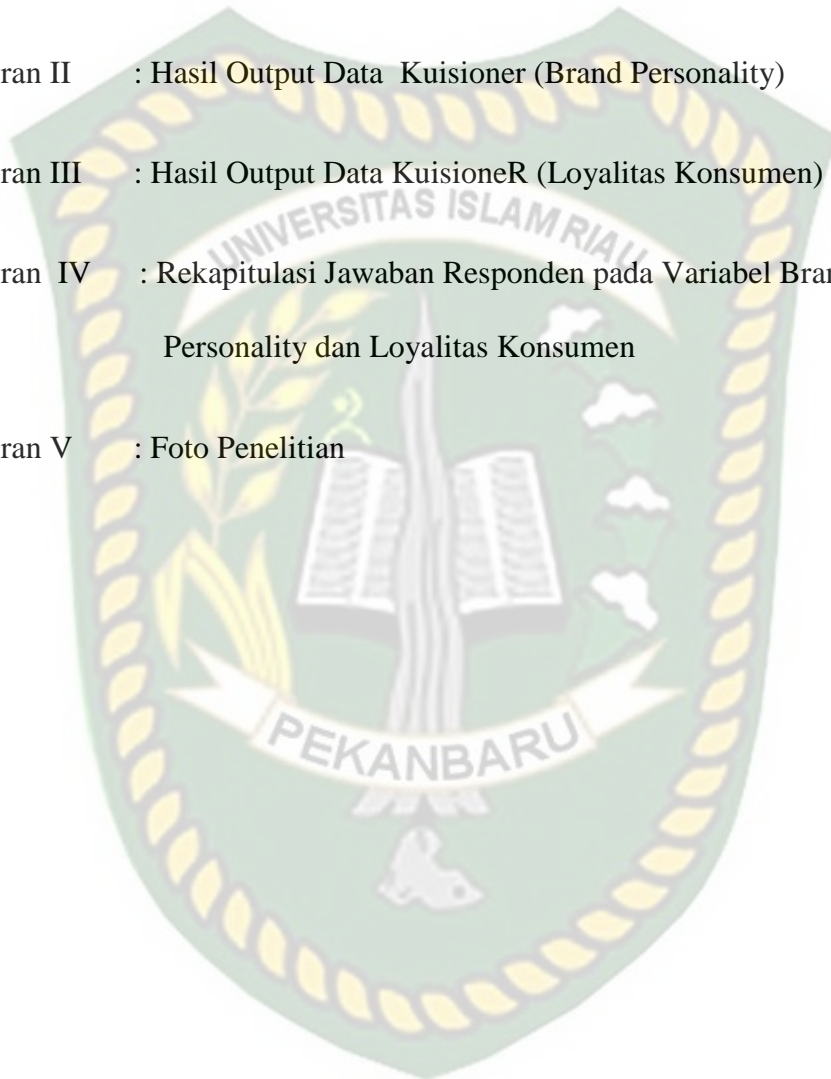 ran II : Hasil Output Data Kuisioner (Brand Personality)
ran III : Hasil Output Data KuisioneR (Loyalitas Konsumen)
UNIVERSITAS ISLAM RIAU
ran IV : Rekapitulasi Jawaban Responden pada Variabel Bran
Personality dan Loyalitas Konsumen
ran V : Foto Penelitian
PEKANBARU